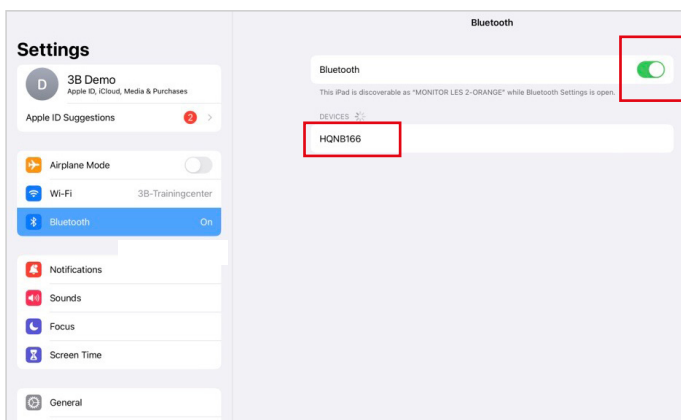 Settings
D
3B Demo
Apple ID, iCloud, Media & Purchases
Apple ID Suggestions 2
Airplane Mode
Wi-Fi 3B-Trainingcenter
Bluetooth On
Notifications
Sounds
Focus
Screen Time
General
Bluetooth
Bluetooth
This iPad is discoverable as "MONITOR LES 2-ORANGE" while Bluetooth Settings is open.
DEVICES
HQNB166